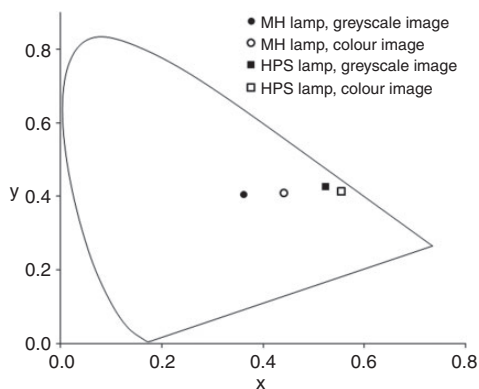 MH lamp, greyscale image
MH lamp, colour image
HPS lamp, greyscale image
HPS lamp, colour image
0.8
0.6
y 0.4
0.2
0.0
0.0 0.2 0.4 0.6 0.8
x